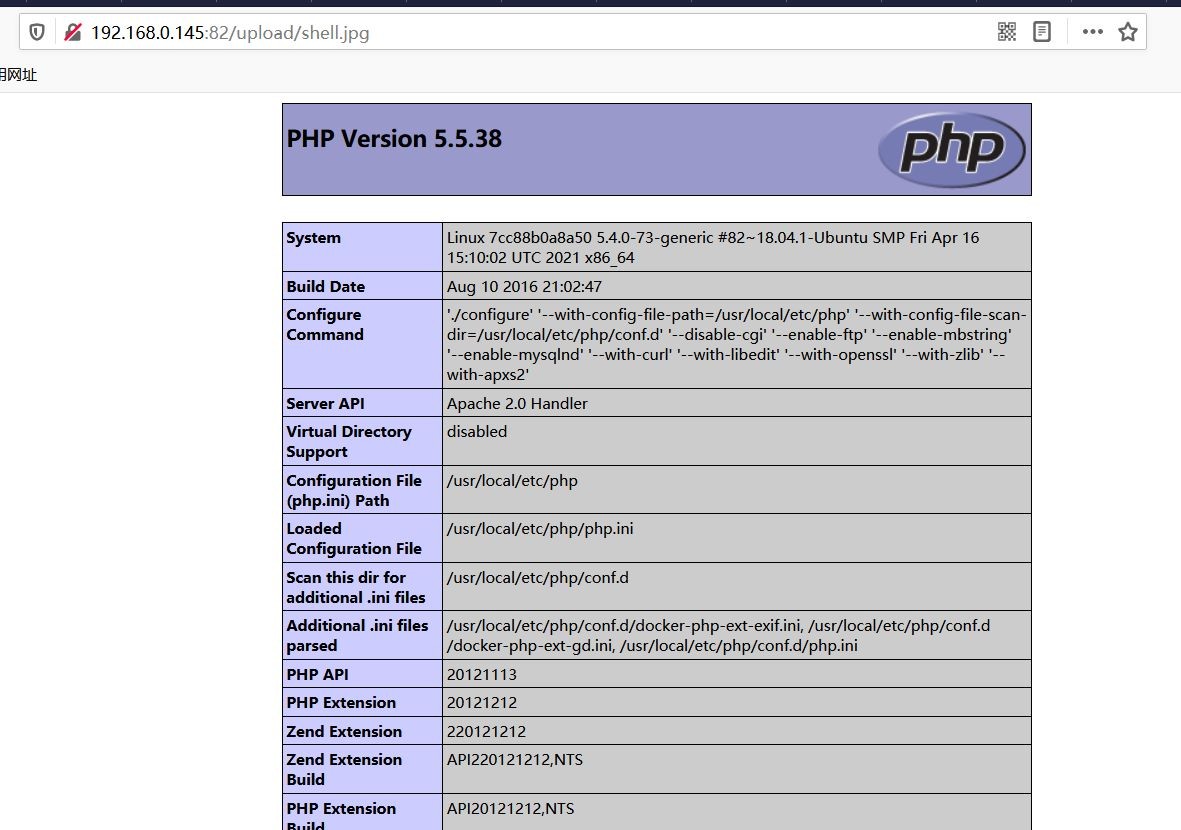 192.168.0.145:82/upload/shell.jpg
用网址
PHP Version 5.5.38
php
System
Linux 7cc88b0a8a50 5.4.0-73-generic #82~18.04.1-Ubuntu SMP Fri Apr 16
15:10:02 UTC 2021 x86_64
Build Date
Aug 10 2016 21:02:47
Configure
Command
'./configure' '--with-config-file-path=/usr/local/etc/php' '--with-config-file-scan-
dir=/usr/local/etc/php/conf.d' '--disable-cgi' '--enable-ftp' '--enable-mbstring'
'--enable-mysqlnd' '--with-curl' '--with-libedit' '--with-openssl' '--with-zlib' '--
with-apxs2'
Server API
Apache 2.0 Handler
Virtual Directory
Support
disabled
Configuration File
(php.ini) Path
/usr/local/etc/php
Loaded
Configuration File
/usr/local/etc/php/php.ini
Scan this dir for
additional .ini files
/usr/local/etc/php/conf.d
Additional .ini files
parsed
/usr/local/etc/php/conf.d/docker-php-ext-exif.ini, /usr/local/etc/php/conf.d
/docker-php-ext-gd.ini, /usr/local/etc/php/conf.d/php.ini
PHP API
20121113
PHP Extension
20121212
Zend Extension
220121212
Zend Extension
Build
API220121212,NTS
PHP Extension
Build
API20121212,NTS